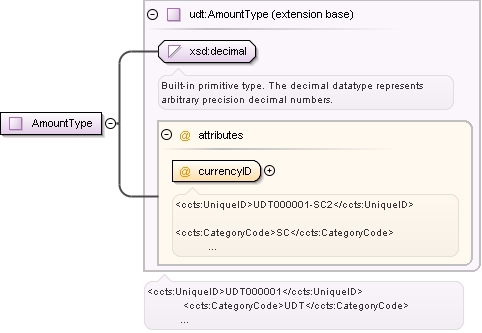 udt:AmountType (extension base)
xsd:decimal
Built-in primitive type. The decimal datatype represents
arbitrary precision decimal numbers.
AmountType
@ attributes
@ currencyID
<ccts:UniqueID>UDT000001-SC2</ccts:UniqueID>
<ccts:CategoryCode>SC</ccts:CategoryCode>
...
<ccts:UniqueID>UDT000001</ccts:UniqueID>
<ccts:CategoryCode>UDT</ccts:CategoryCode>
...